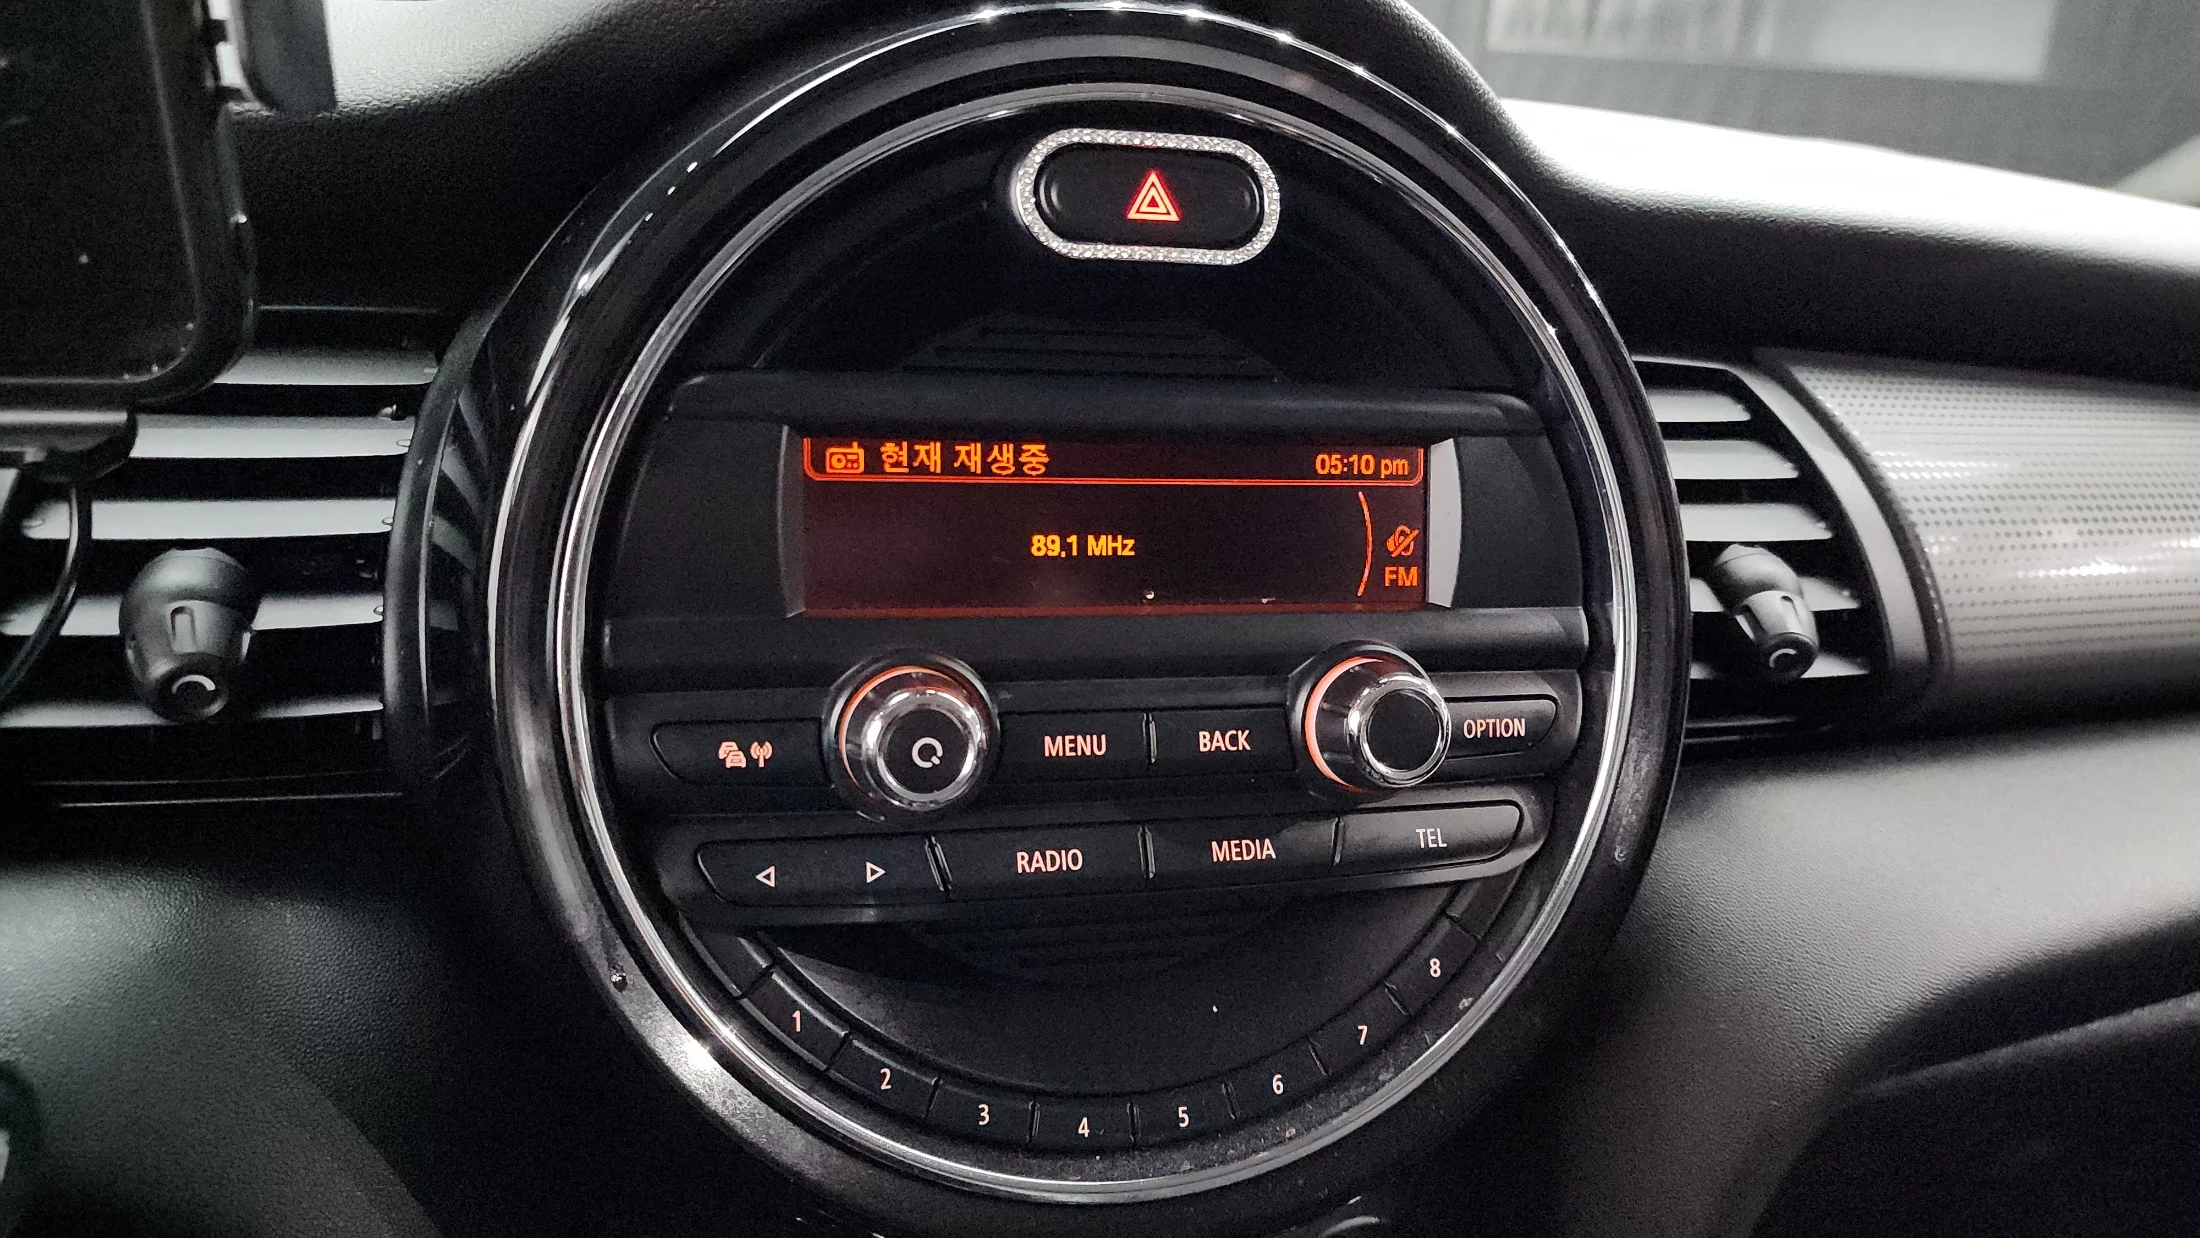 현재 재생중 05:10 pm
89.1 MHz
FM
MENU BACK OPTION
RADIO MEDIA TEL
1 2 3 4 5 6 7 8